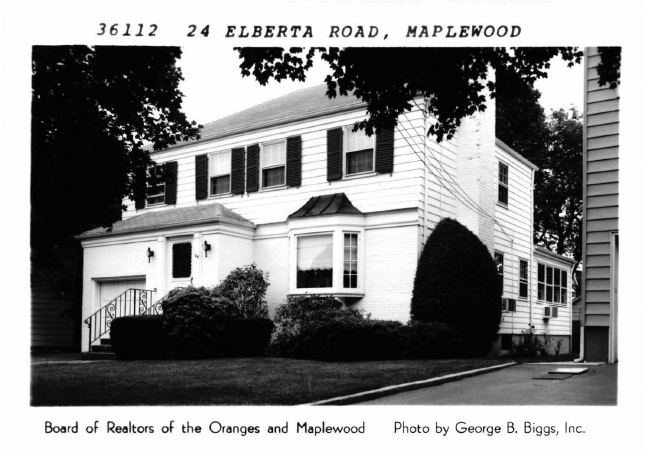 36112 24 ELBERTA ROAD, MAPLEWOOD
Board of Realtors of the Oranges and Maplewood Photo by George B. Biggs, Inc.